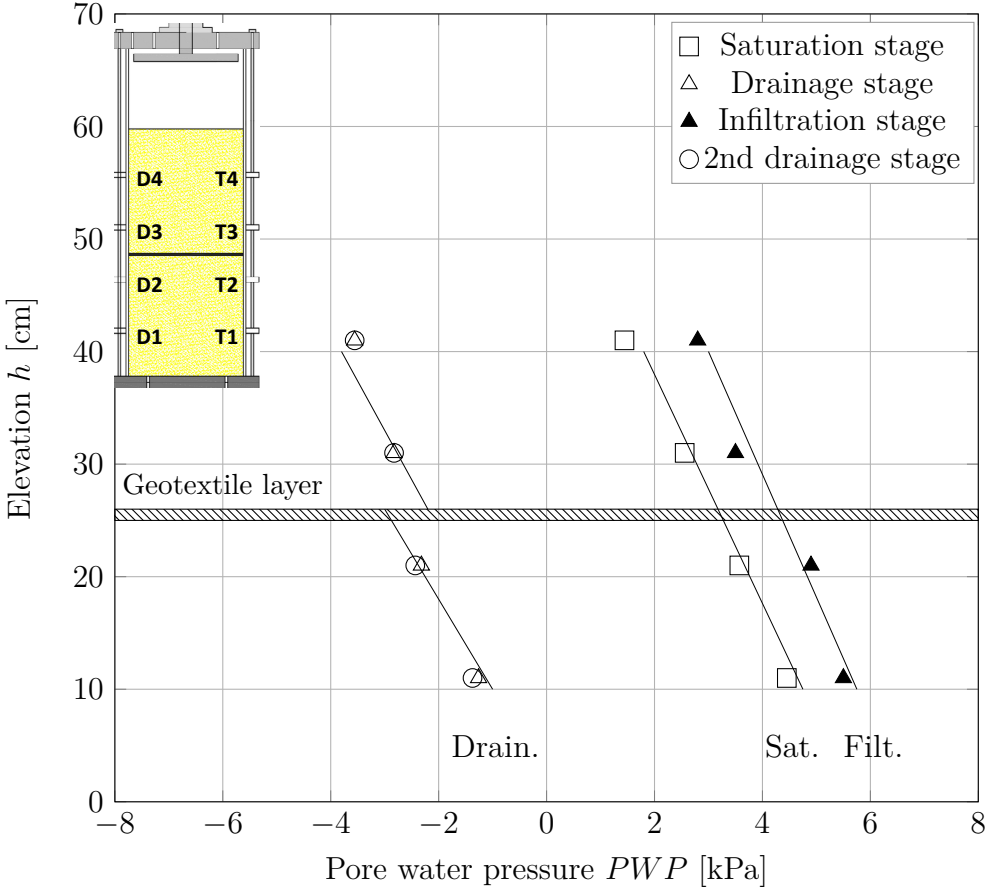 70
60
50
40
30
20
10
0
Elevation h [cm]
Saturation stage
Drainage stage
Infiltration stage
2nd drainage stage
D4 T4
D3 T3
D2 T2
D1 T1
Geotextile layer
Drain. Sat. Filt.
−8 −6 −4 −2 0 2 4 6 8
Pore water pressure PWP [kPa]